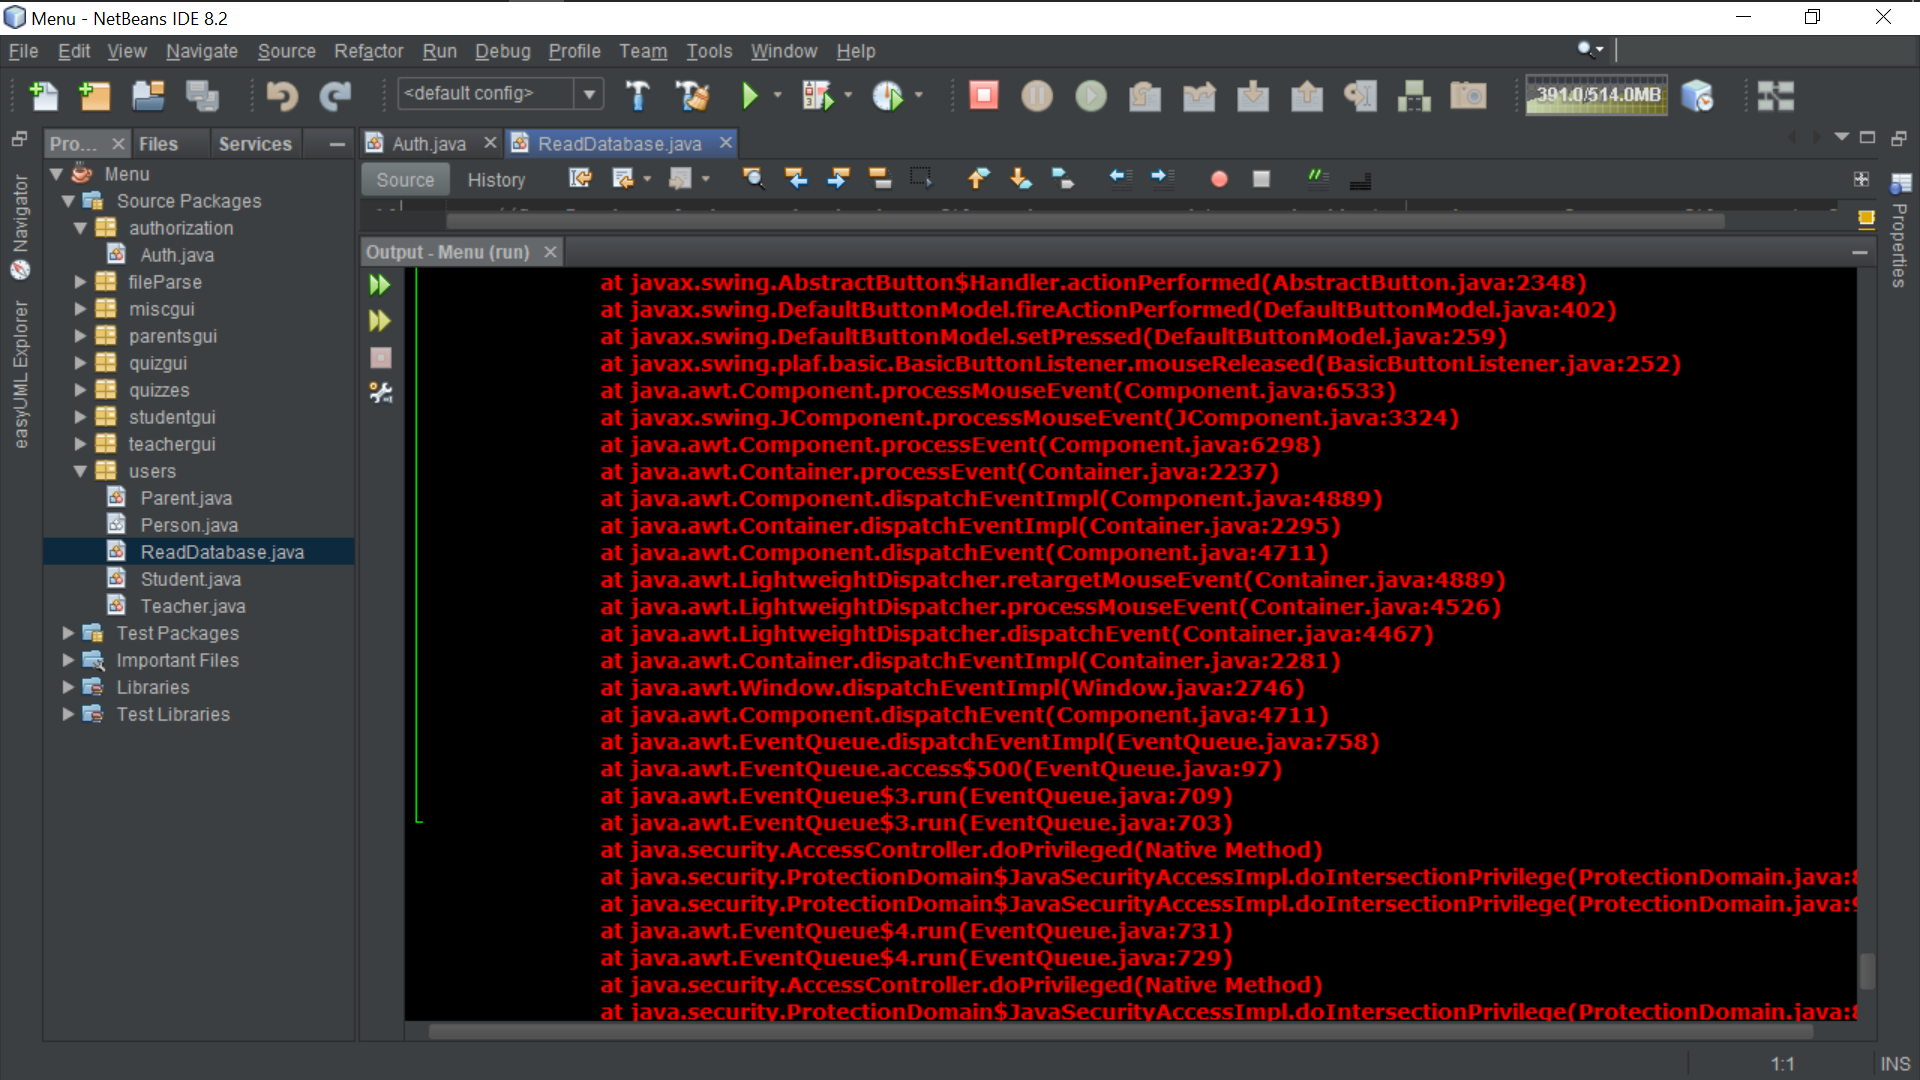 Menu - NetBeans IDE 8.2
File Edit View Navigate Source Refactor Run Debug Profile Team Tools Window Help
<default config>
391.0/514.0MB
Pro... Files Services
Auth.java ReadDatabase.java
Source History
Navigator
easyUML Explorer
Properties
Menu
Source Packages
authorization
Auth.java
fileParse
miscgui
parentsgui
quizgui
quizzes
studentgui
teachergui
users
Parent.java
Person.java
ReadDatabase.java
Student.java
Teacher.java
Test Packages
Important Files
Libraries
Test Libraries
Output - Menu (run)
at javax.swing.AbstractButton$Handler.actionPerformed(AbstractButton.java:2348)
at javax.swing.DefaultButtonModel.fireActionPerformed(DefaultButtonModel.java:402)
at javax.swing.DefaultButtonModel.setPressed(DefaultButtonModel.java:259)
at javax.swing.plaf.basic.BasicButtonListener.mouseReleased(BasicButtonListener.java:252)
at java.awt.Component.processMouseEvent(Component.java:6533)
at javax.swing.JComponent.processMouseEvent(JComponent.java:3324)
at java.awt.Component.processEvent(Component.java:6298)
at java.awt.Container.processEvent(Container.java:2237)
at java.awt.Component.dispatchEventImpl(Component.java:4889)
at java.awt.Container.dispatchEventImpl(Container.java:2295)
at java.awt.Component.dispatchEvent(Component.java:4711)
at java.awt.LightweightDispatcher.retargetMouseEvent(Container.java:4889)
at java.awt.LightweightDispatcher.processMouseEvent(Container.java:4526)
at java.awt.LightweightDispatcher.dispatchEvent(Container.java:4467)
at java.awt.Container.dispatchEventImpl(Container.java:2281)
at java.awt.Window.dispatchEventImpl(Window.java:2746)
at java.awt.Component.dispatchEvent(Component.java:4711)
at java.awt.EventQueue.dispatchEventImpl(EventQueue.java:758)
at java.awt.EventQueue.access$500(EventQueue.java:97)
at java.awt.EventQueue$3.run(EventQueue.java:709)
at java.awt.EventQueue$3.run(EventQueue.java:703)
at java.security.AccessController.doPrivileged(Native Method)
at java.security.ProtectionDomain$JavaSecurityAccessImpl.doIntersectionPrivilege(ProtectionDomain.java:
at java.security.ProtectionDomain$JavaSecurityAccessImpl.doIntersectionPrivilege(ProtectionDomain.java:
at java.awt.EventQueue$4.run(EventQueue.java:731)
at java.awt.EventQueue$4.run(EventQueue.java:729)
at java.security.AccessController.doPrivileged(Native Method)
at java.security.ProtectionDomain$JavaSecurityAccessImpl.doIntersectionPrivilege(ProtectionDomain.java:
1:1 INS